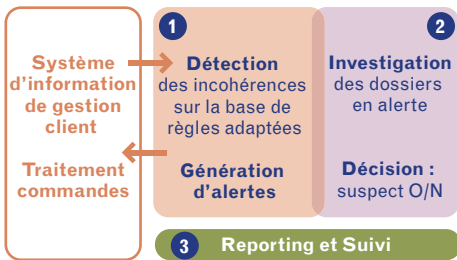 Système
d'information
de gestion
client
Traitement
commandes
1
Détection
des incohérences
sur la base de
règles adaptées
Génération
d'alertes
2
Investigation
des dossiers
en alerte
Décision :
suspect O/N
3 Reporting et Suivi